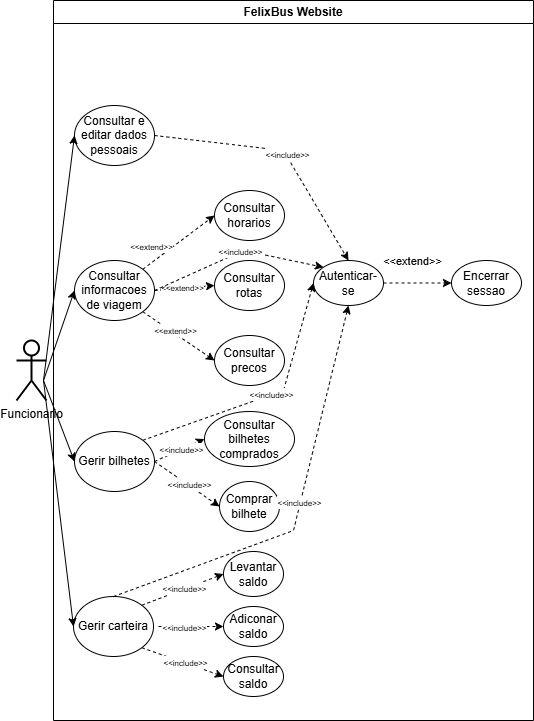 FelixBus Website
Consultar e
editar dados
pessoais
<<include>>
Consultar
horarios
<<extend>>
<<include>>
Consultar
informacoes
de viagem
<<extend>>
Consultar
rotas
Autenticar-
se
<<extend>>
Encerrar
sessao
<<extend>>
Consultar
precos
Funcionario
<<include>>
Gerir bilhetes
<<include>>
Consultar
bilhetes
comprados
<<include>>
Comprar
bilhete
<<include>>
Levantar
saldo
<<include>>
Gerir carteira
<<include>>
Adiconar
saldo
<<include>>
Consultar
saldo